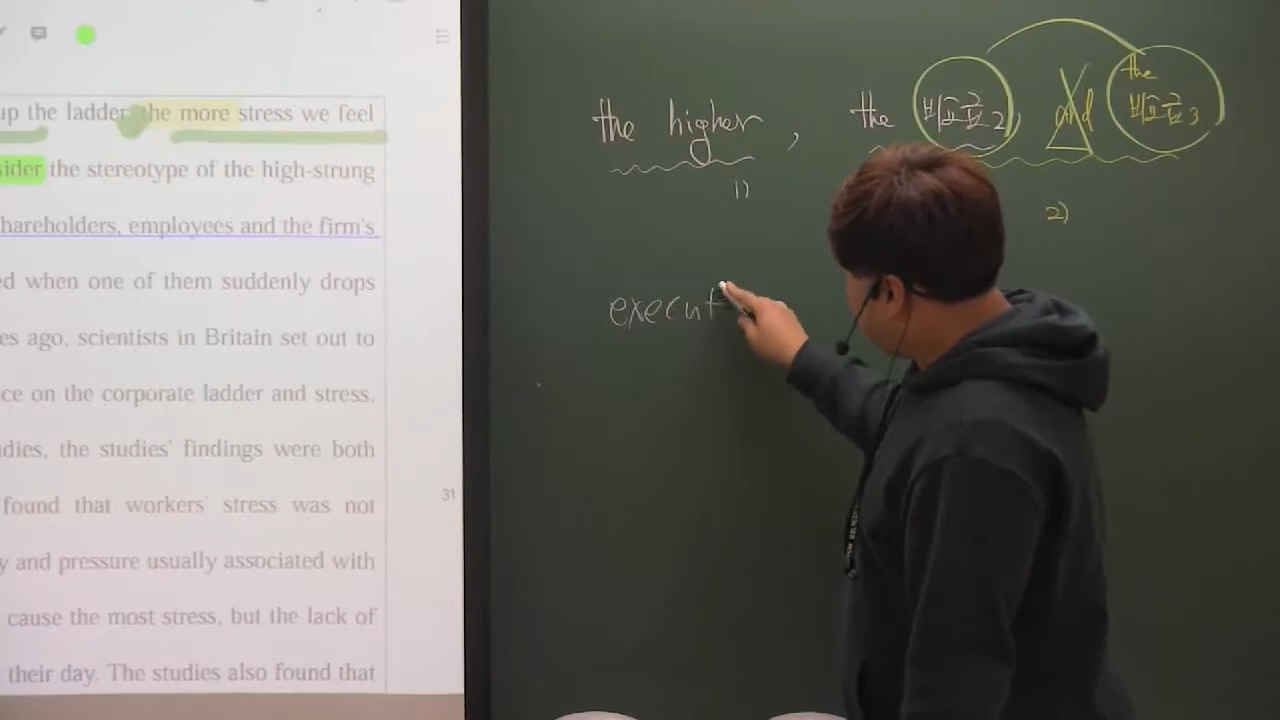 up the ladder, the more stress we feel
sider the stereotype of the high-strung
hareholders, employees and the firm's
ed when one of them suddenly drops
es ago, scientists in Britain set out to
ce on the corporate ladder and stress.
dies, the studies' findings were both
found that workers' stress was not
31
y and pressure usually associated with
cause the most stress, but the lack of
their day. The studies also found that
the higher, the 비교급2, and the 비교급3
1)
2)
execut